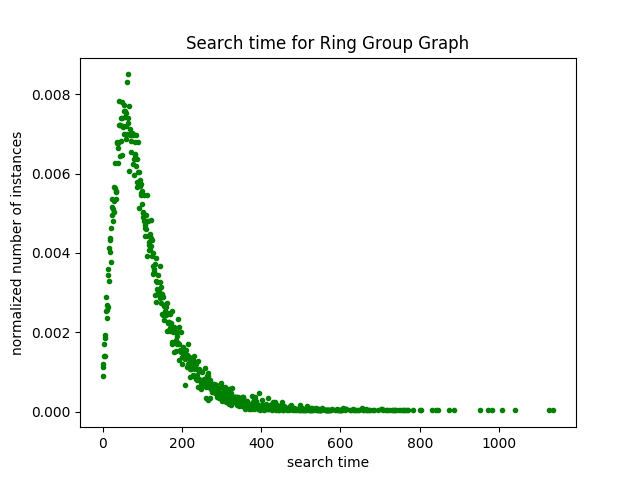 Search time for Ring Group Graph
normalized number of instances
0.008
0.006
0.004
0.002
0.000
0 200 400 600 800 1000
search time